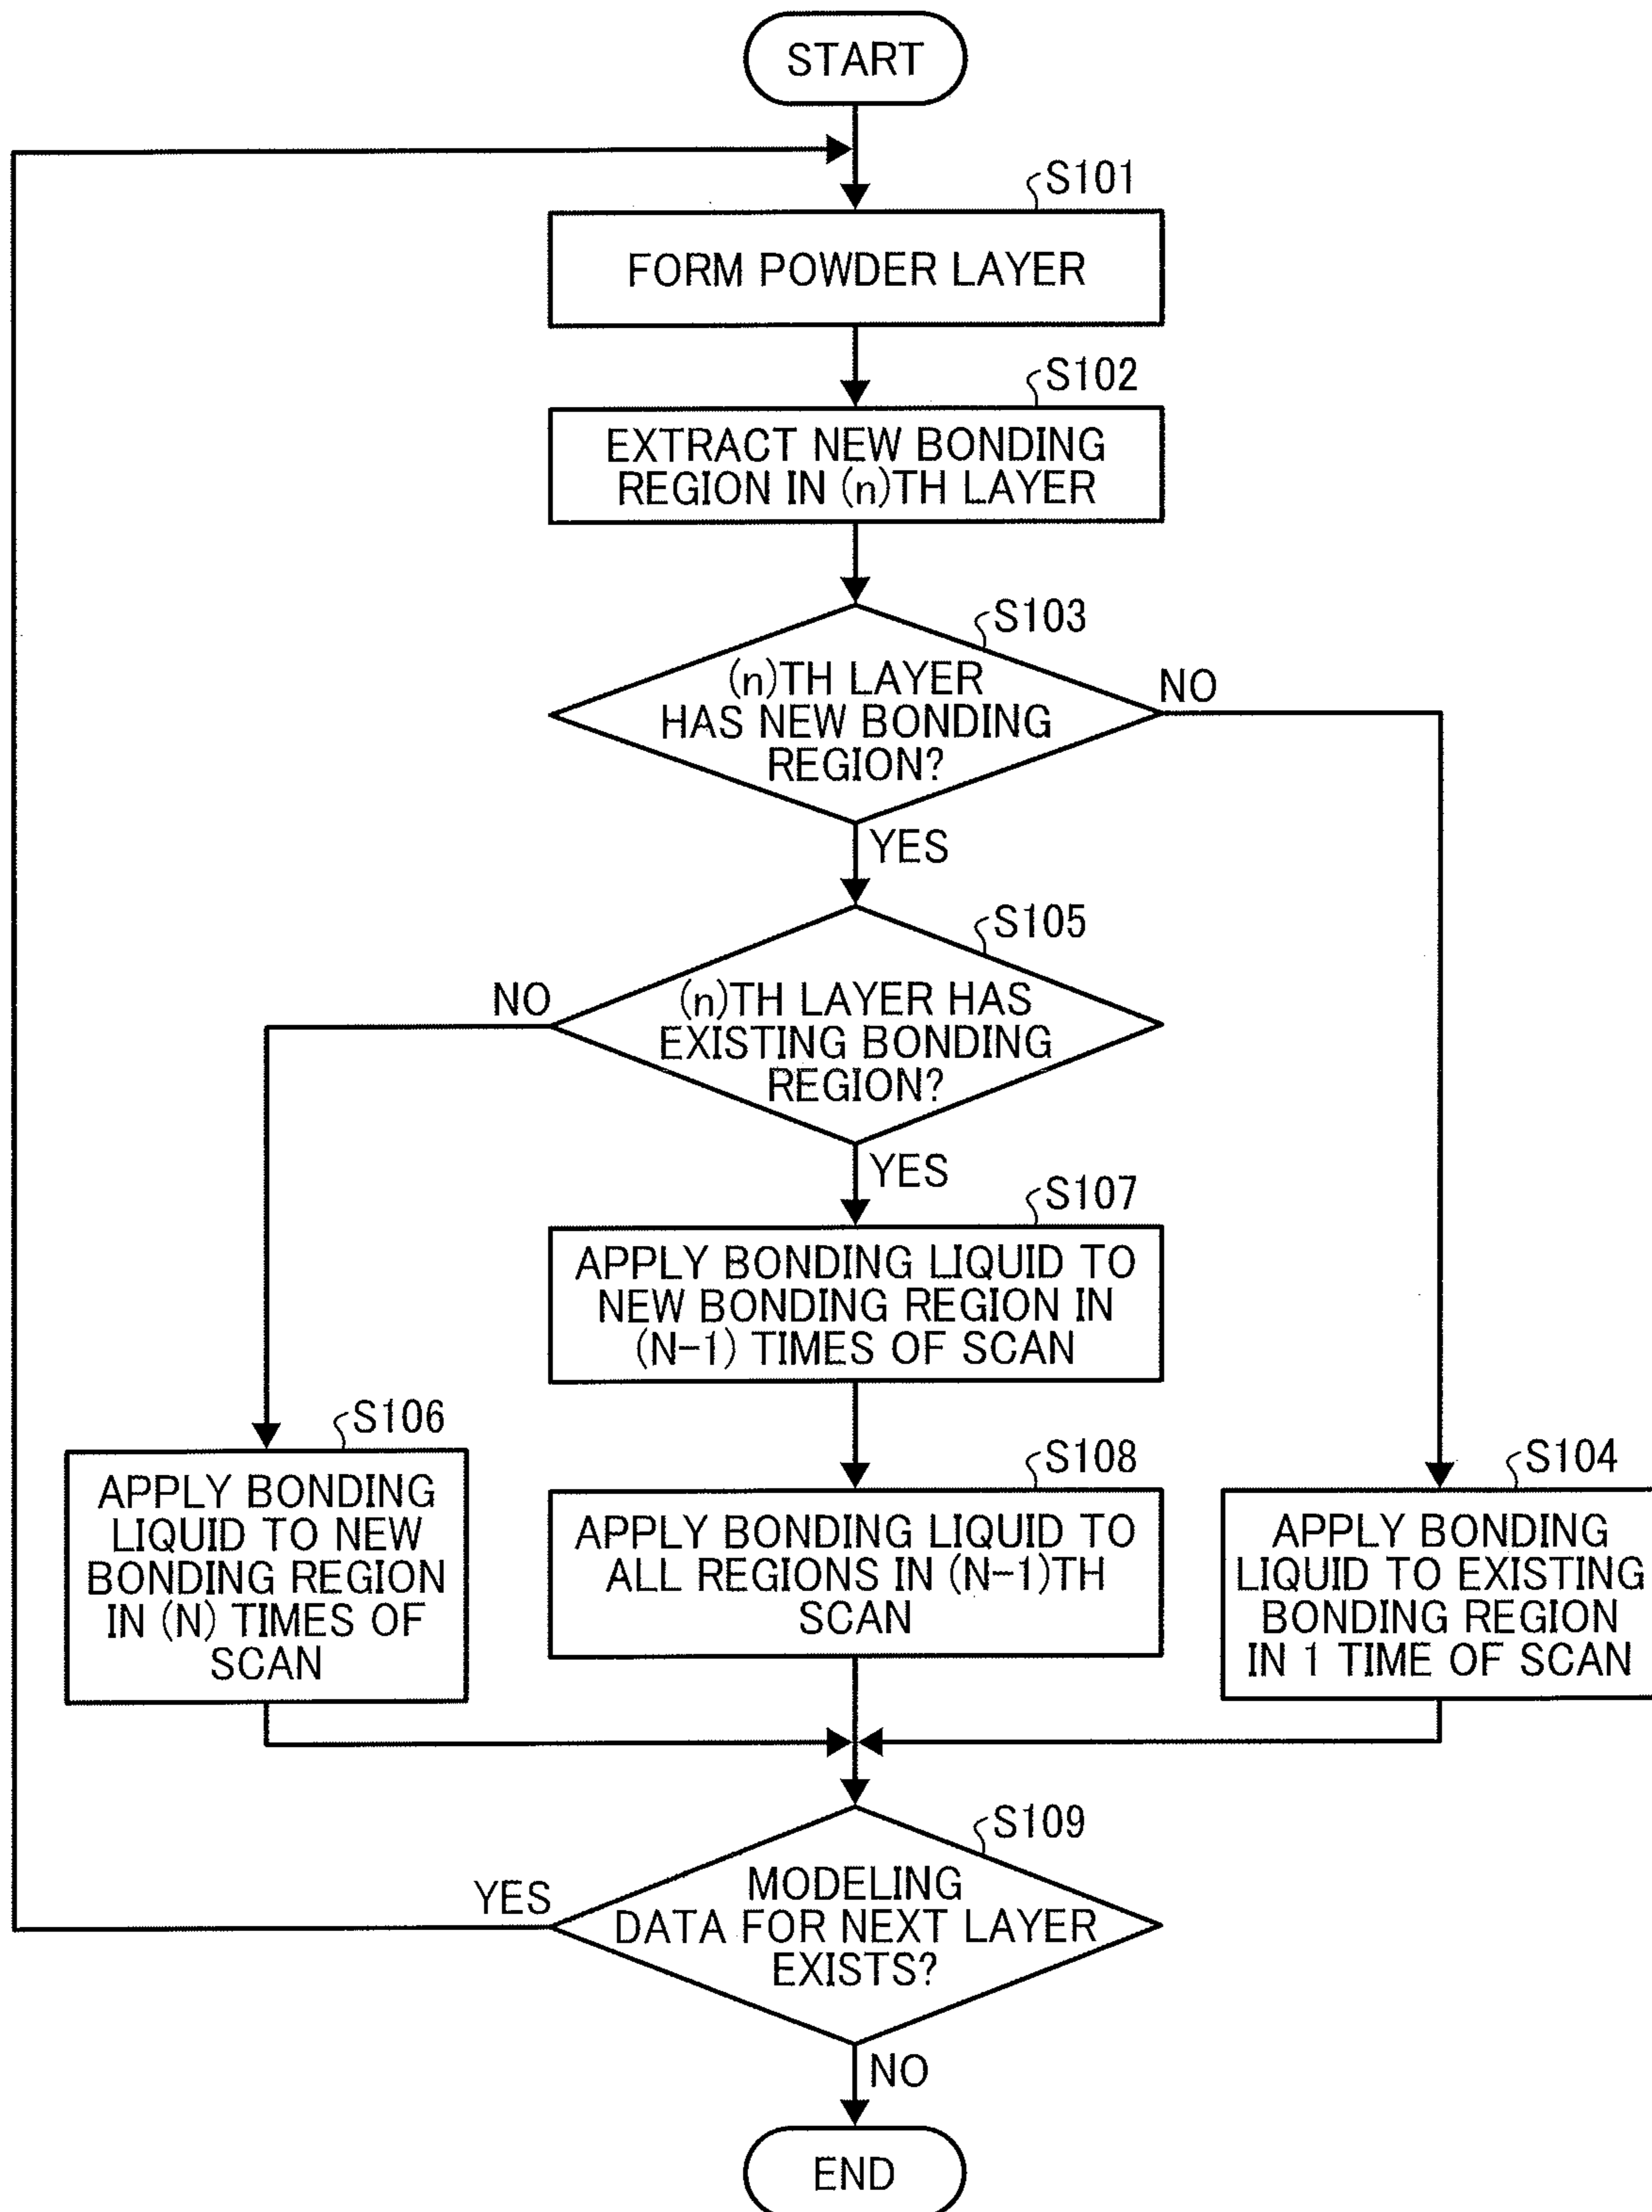 START
S101
FORM POWDER LAYER
S102
EXTRACT NEW BONDING
REGION IN (n)TH LAYER
S103
(n)TH LAYER
HAS NEW BONDING
REGION?
NO
YES
S105
(n)TH LAYER HAS
EXISTING BONDING
REGION?
NO
YES
S107
APPLY BONDING LIQUID TO
NEW BONDING REGION IN
(N-1) TIMES OF SCAN
S106
APPLY BONDING
LIQUID TO NEW
BONDING REGION
IN (N) TIMES OF
SCAN
S108
APPLY BONDING LIQUID TO
ALL REGIONS IN (N-1)TH
SCAN
S104
APPLY BONDING
LIQUID TO EXISTING
BONDING REGION
IN 1 TIME OF SCAN
S109
MODELING
DATA FOR NEXT LAYER
EXISTS?
YES
NO
END